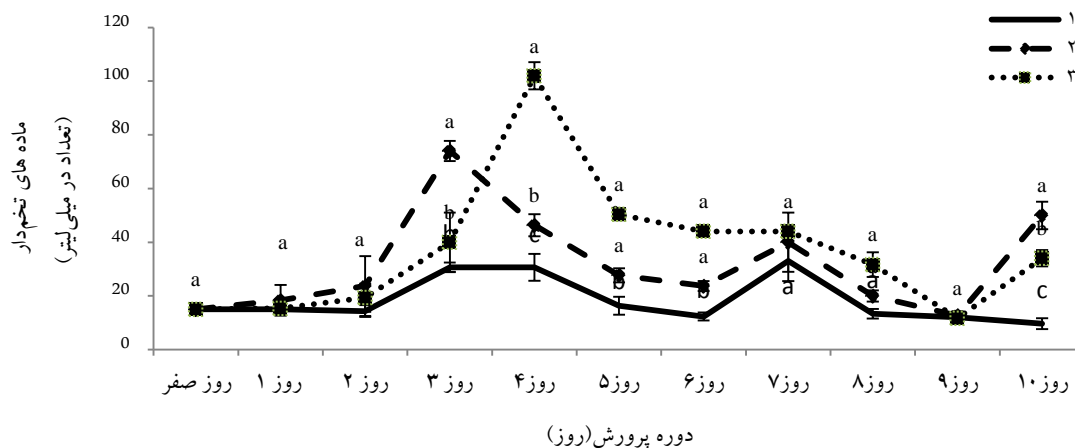 ۱
۲
۳
120
100
80
60
40
20
0
ماده های تخم‌دار
(تعداد در میلی‌لیتر)
a
a
a
a
b
b
a
b
c
a
a
b
a
a
b
a
a
a
a
a
a
b
c
روز صفر
روز ۱
روز ۲
روز ۳
روز۴
روز۵
روز۶
روز۷
روز۸
روز۹
روز۱۰
دوره پرورش(روز)